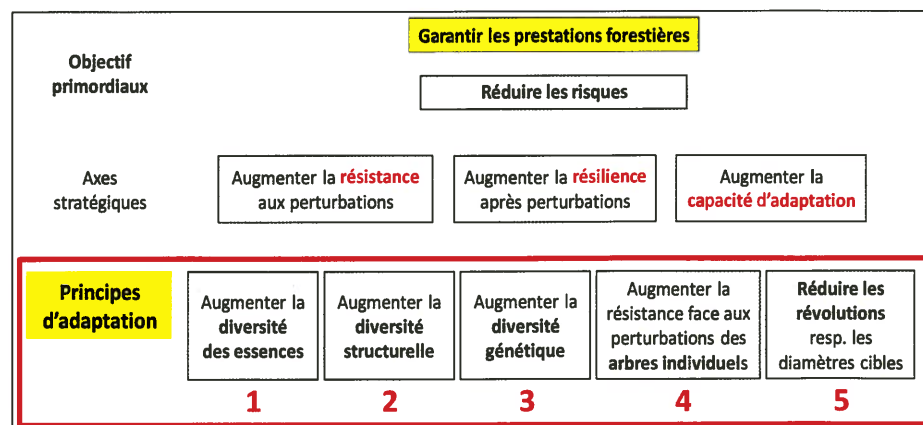 Garantir les prestations forestières
Objectif
primordiaux
Réduire les risques
Axes
stratégiques
Augmenter la résistance
aux perturbations
Augmenter la résilience
après perturbations
Augmenter la
capacité d'adaptation
Principes
d'adaptation
Augmenter la
diversité
des essences
Augmenter la
diversité
structurelle
Augmenter la
diversité
génétique
Augmenter la
résistance face aux
perturbations des
arbres individuels
Réduire les
révolutions
resp. les
diamètres cibles
1
2
3
4
5